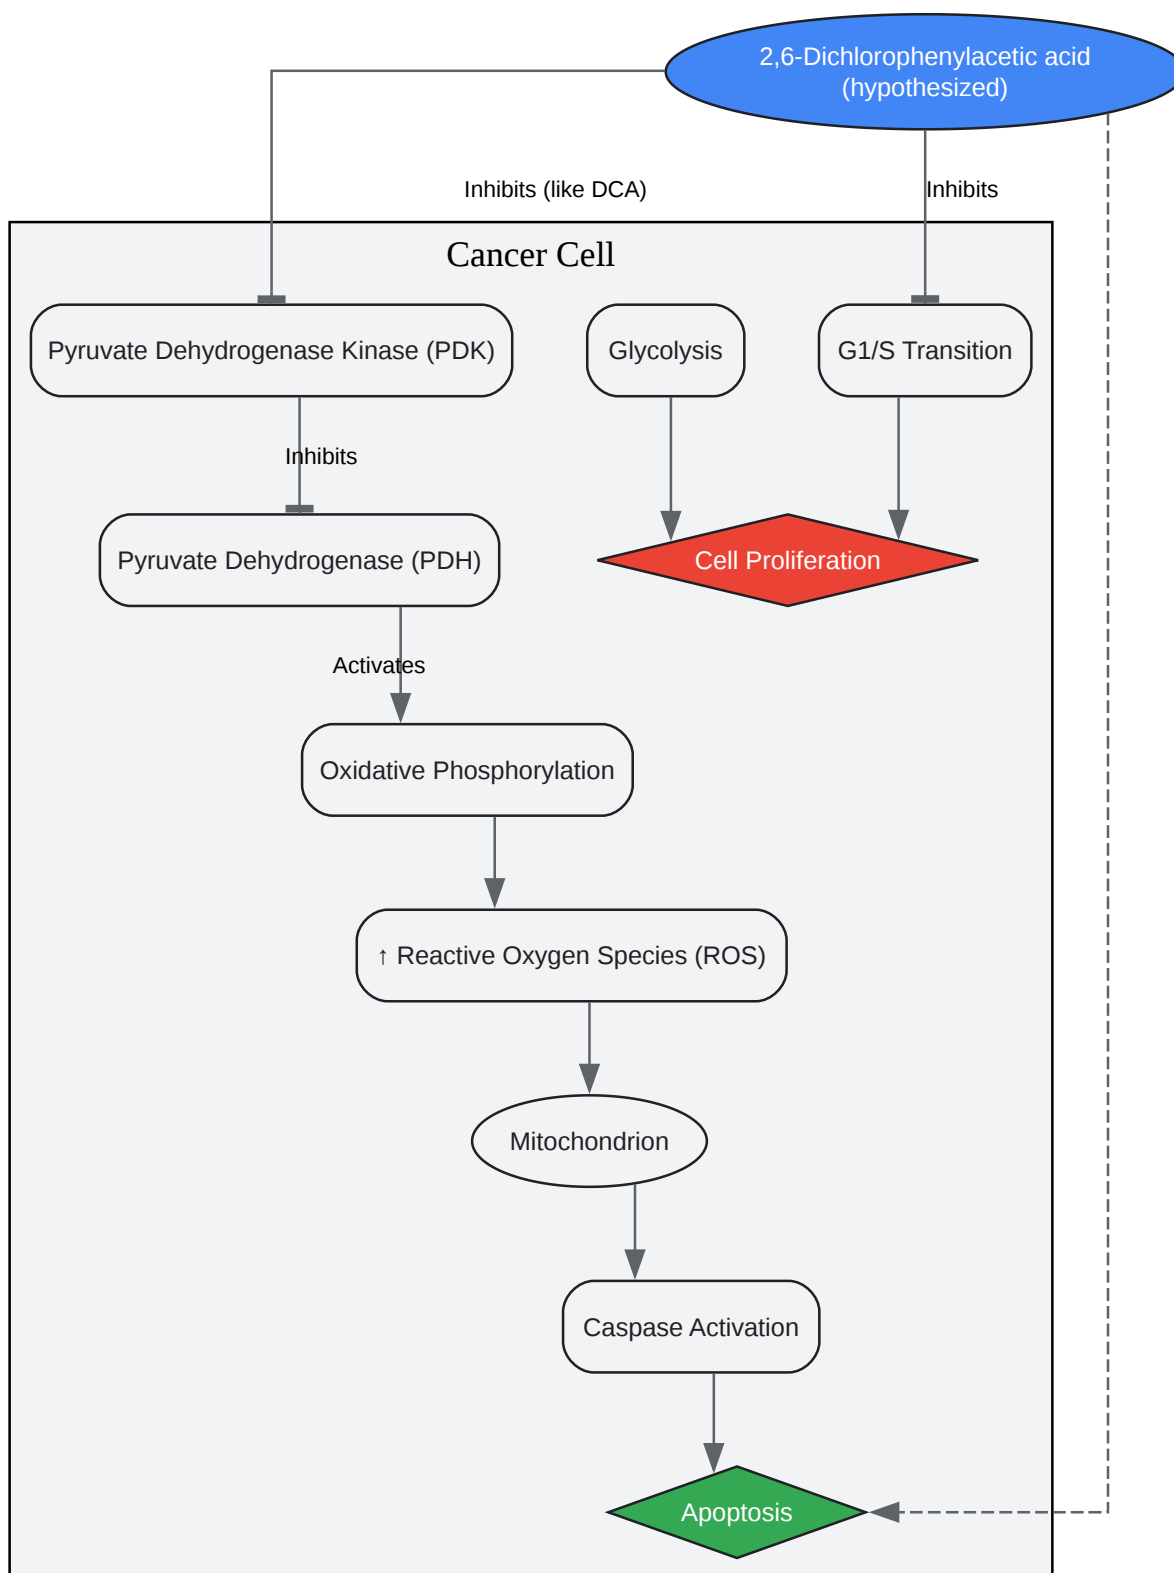 2,6-Dichlorophenylacetic acid
(hypothesized)
Inhibits (like DCA)
Inhibits
Cancer Cell
Pyruvate Dehydrogenase Kinase (PDK)
Glycolysis
G1/S Transition
Inhibits
Pyruvate Dehydrogenase (PDH)
Cell Proliferation
Activates
Oxidative Phosphorylation
↑ Reactive Oxygen Species (ROS)
Mitochondrion
Caspase Activation
Apoptosis